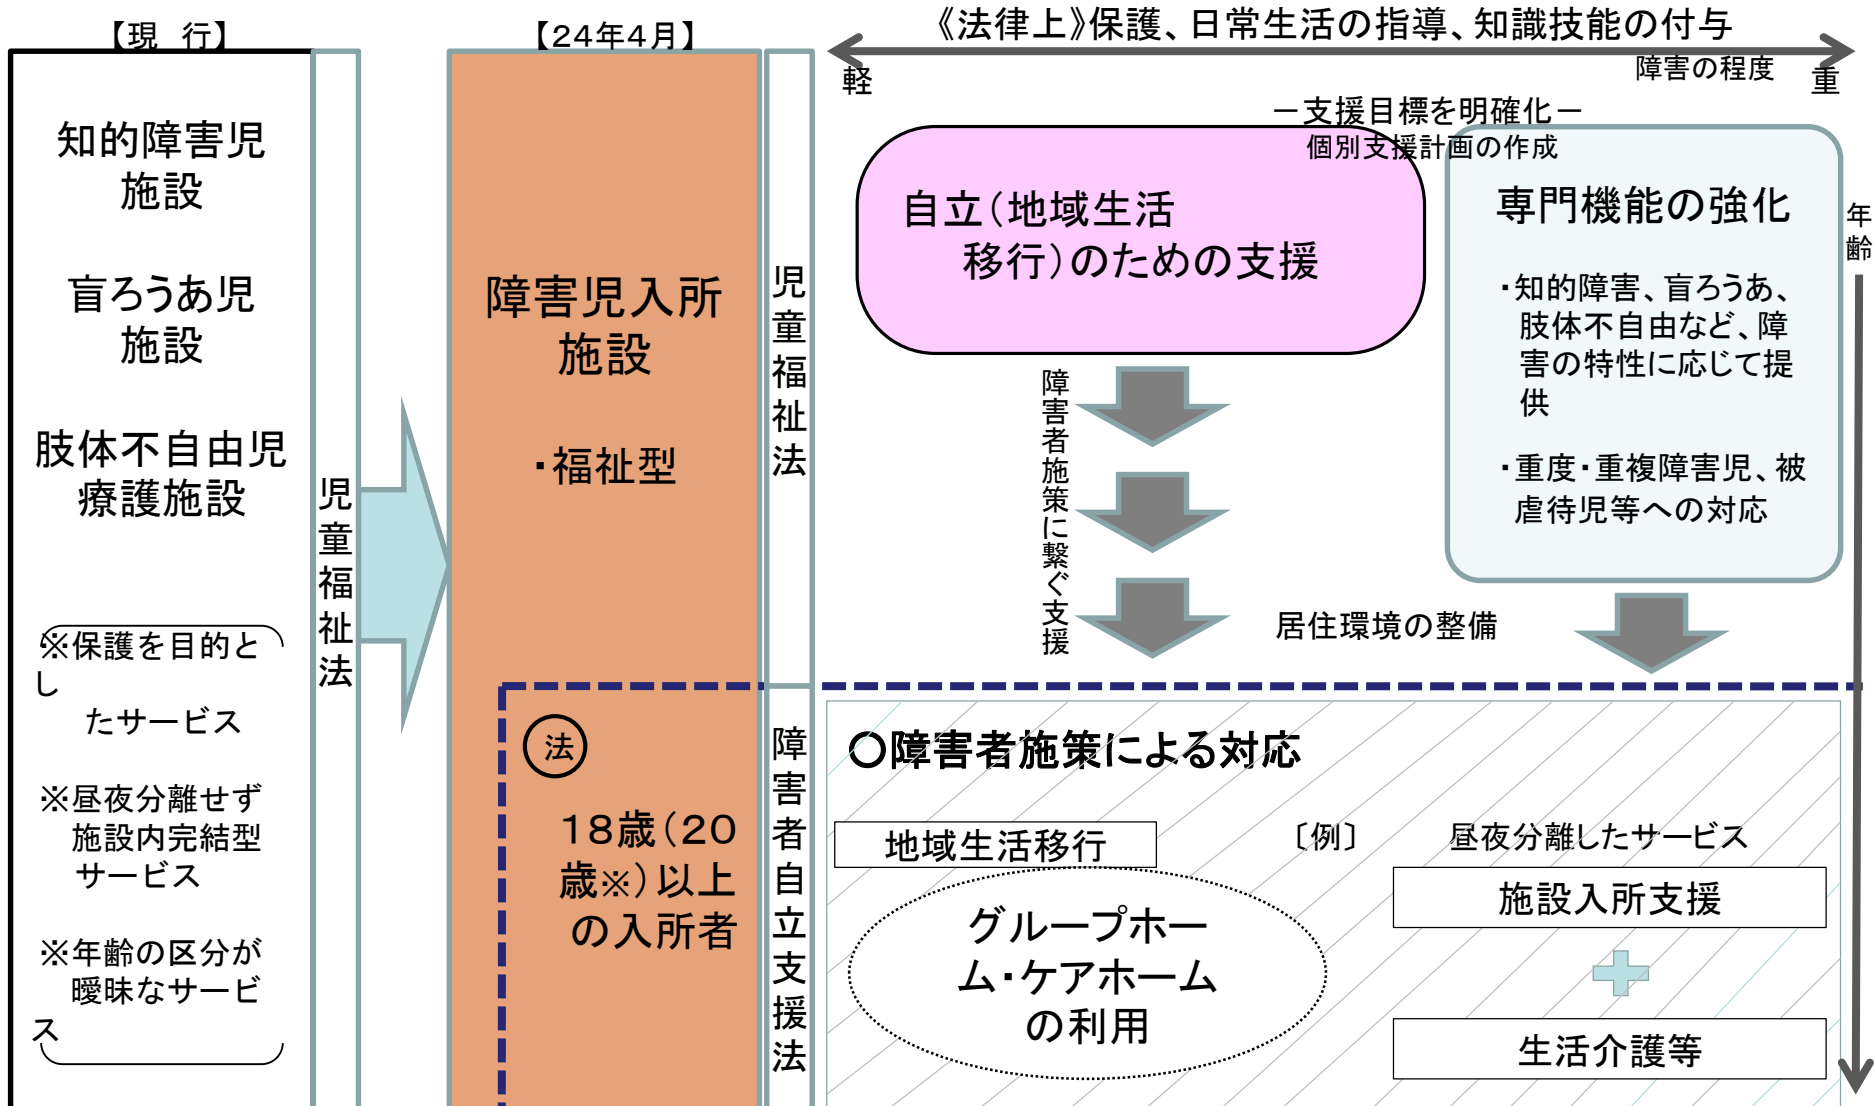 【現　行】
知的障害児
施設
盲ろうあ児
施設
肢体不自由児
療護施設
※保護を目的と
し
たサービス
※昼夜分離せず
施設内完結型
サービス
※年齢の区分が
曖昧なサービ
ス
児童福祉法
【24年4月】
障害児入所
施設
・福祉型
法
18歳（20
歳※）以上
の入所者
児童福祉法
障害者自立支援法
《法律上》保護、日常生活の指導、知識技能の付与
軽
障害の程度
重
－支援目標を明確化－
個別支援計画の作成
自立（地域生活
移行）のための支援
専門機能の強化
・知的障害、盲ろうあ、
肢体不自由など、障
害の特性に応じて提
供
・重度・重複障害児、被
虐待児等への対応
年齢
障害者施策に繋ぐ支援
居住環境の整備
○障害者施策による対応
地域生活移行
〔例〕
昼夜分離したサービス
グループホー
ム・ケアホーム
の利用
施設入所支援
生活介護等